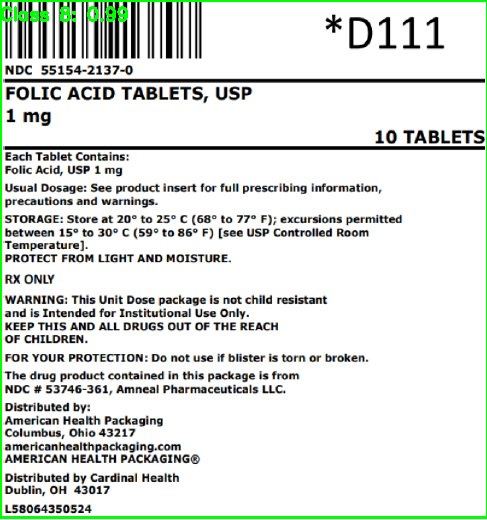 Class 8: 0.99
*D111
NDC 55154-2137-0
FOLIC ACID TABLETS, USP
1 mg
10 TABLETS
Each Tablet Contains:
Folic Acid, USP 1 mg
Usual Dosage: See product insert for full prescribing information,
precautions and warnings.
STORAGE: Store at 20° to 25° C (68° to 77° F); excursions permitted
between 15° to 30° C (59° to 86° F) [see USP Controlled Room
Temperature].
PROTECT FROM LIGHT AND MOISTURE.
RX ONLY
WARNING: This Unit Dose package is not child resistant
and is Intended for Institutional Use Only.
KEEP THIS AND ALL DRUGS OUT OF THE REACH
OF CHILDREN.
FOR YOUR PROTECTION: Do not use if blister is torn or broken.
The drug product contained in this package is from
NDC # 53746-361, Amneal Pharmaceuticals LLC.
Distributed by:
American Health Packaging
Columbus, Ohio 43217
americanhealthpackaging.com
AMERICAN HEALTH PACKAGING®
Distributed by Cardinal Health
Dublin, OH 43017
L58064350524